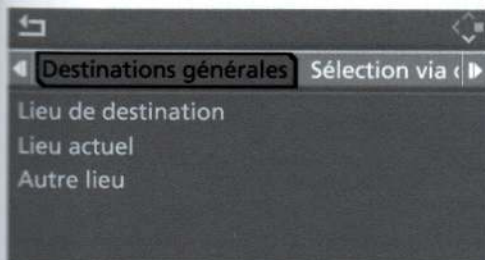 Destinations générales Sélection via
Lieu de destination
Lieu actuel
Autre lieu